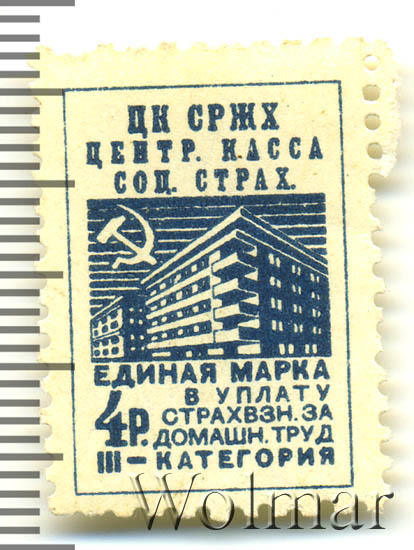 ЦК СРЖХ
ЦЕНТР. КАССА
СОЦ. СТРАХ.
ЕДИНАЯ МАРКА
В УПЛАТУ
4Р. СТРАХВЗН. ЗА
ДОМАШН. ТРУД
III – КАТЕГОРИЯ
Wolmar